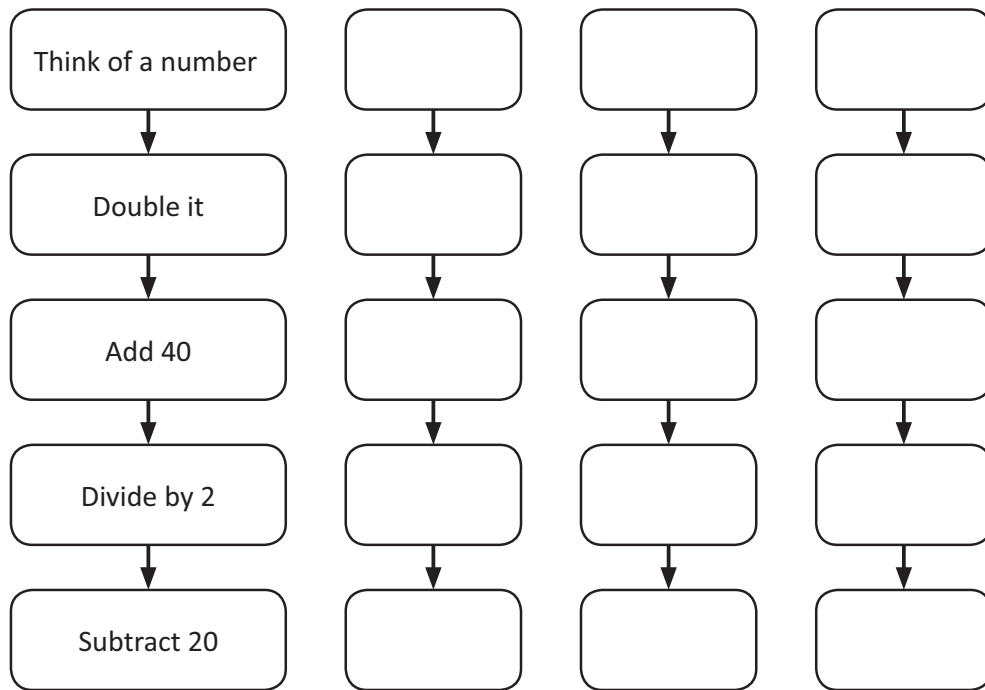 Think of a number
Double it
Add 40
Divide by 2
Subtract 20